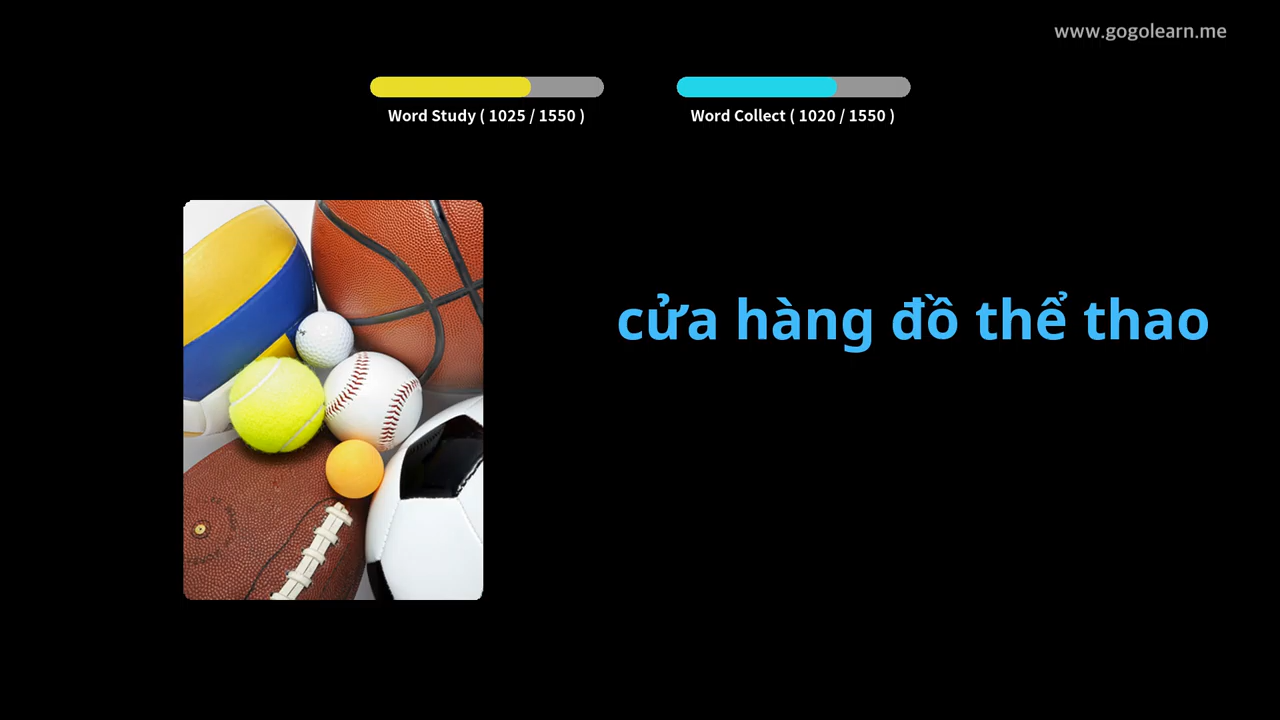 www.gogolearn.me
Word Study ( 1025 / 1550 )
Word Collect ( 1020 / 1550 )
cửa hàng đồ thể thao